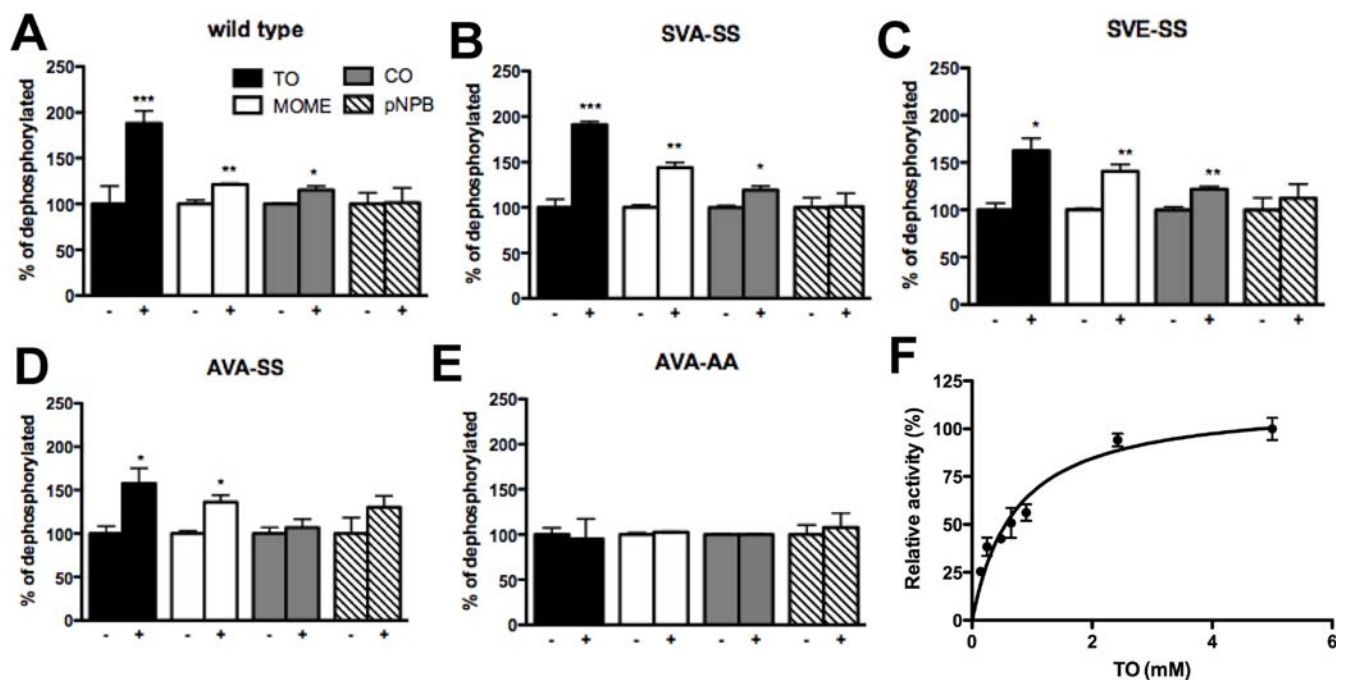 A
wild type
% of dephosphorylated
250
200
150
100
50
0
TO
CO
MOME
pNPB
***
**
*
- + - + - + - +
B
SVA-SS
% of dephosphorylated
250
200
150
100
50
0
***
**
*
- + - + - + - +
C
SVE-SS
% of dephosphorylated
250
200
150
100
50
0
*
**
**
- + - + - + - +
D
AVA-SS
% of dephosphorylated
250
200
150
100
50
0
*
*
- + - + - + - +
E
AVA-AA
% of dephosphorylated
250
200
150
100
50
0
- + - + - + - +
F
Relative activity (%)
125
100
75
50
25
0
0 2 4 6
TO (mM)